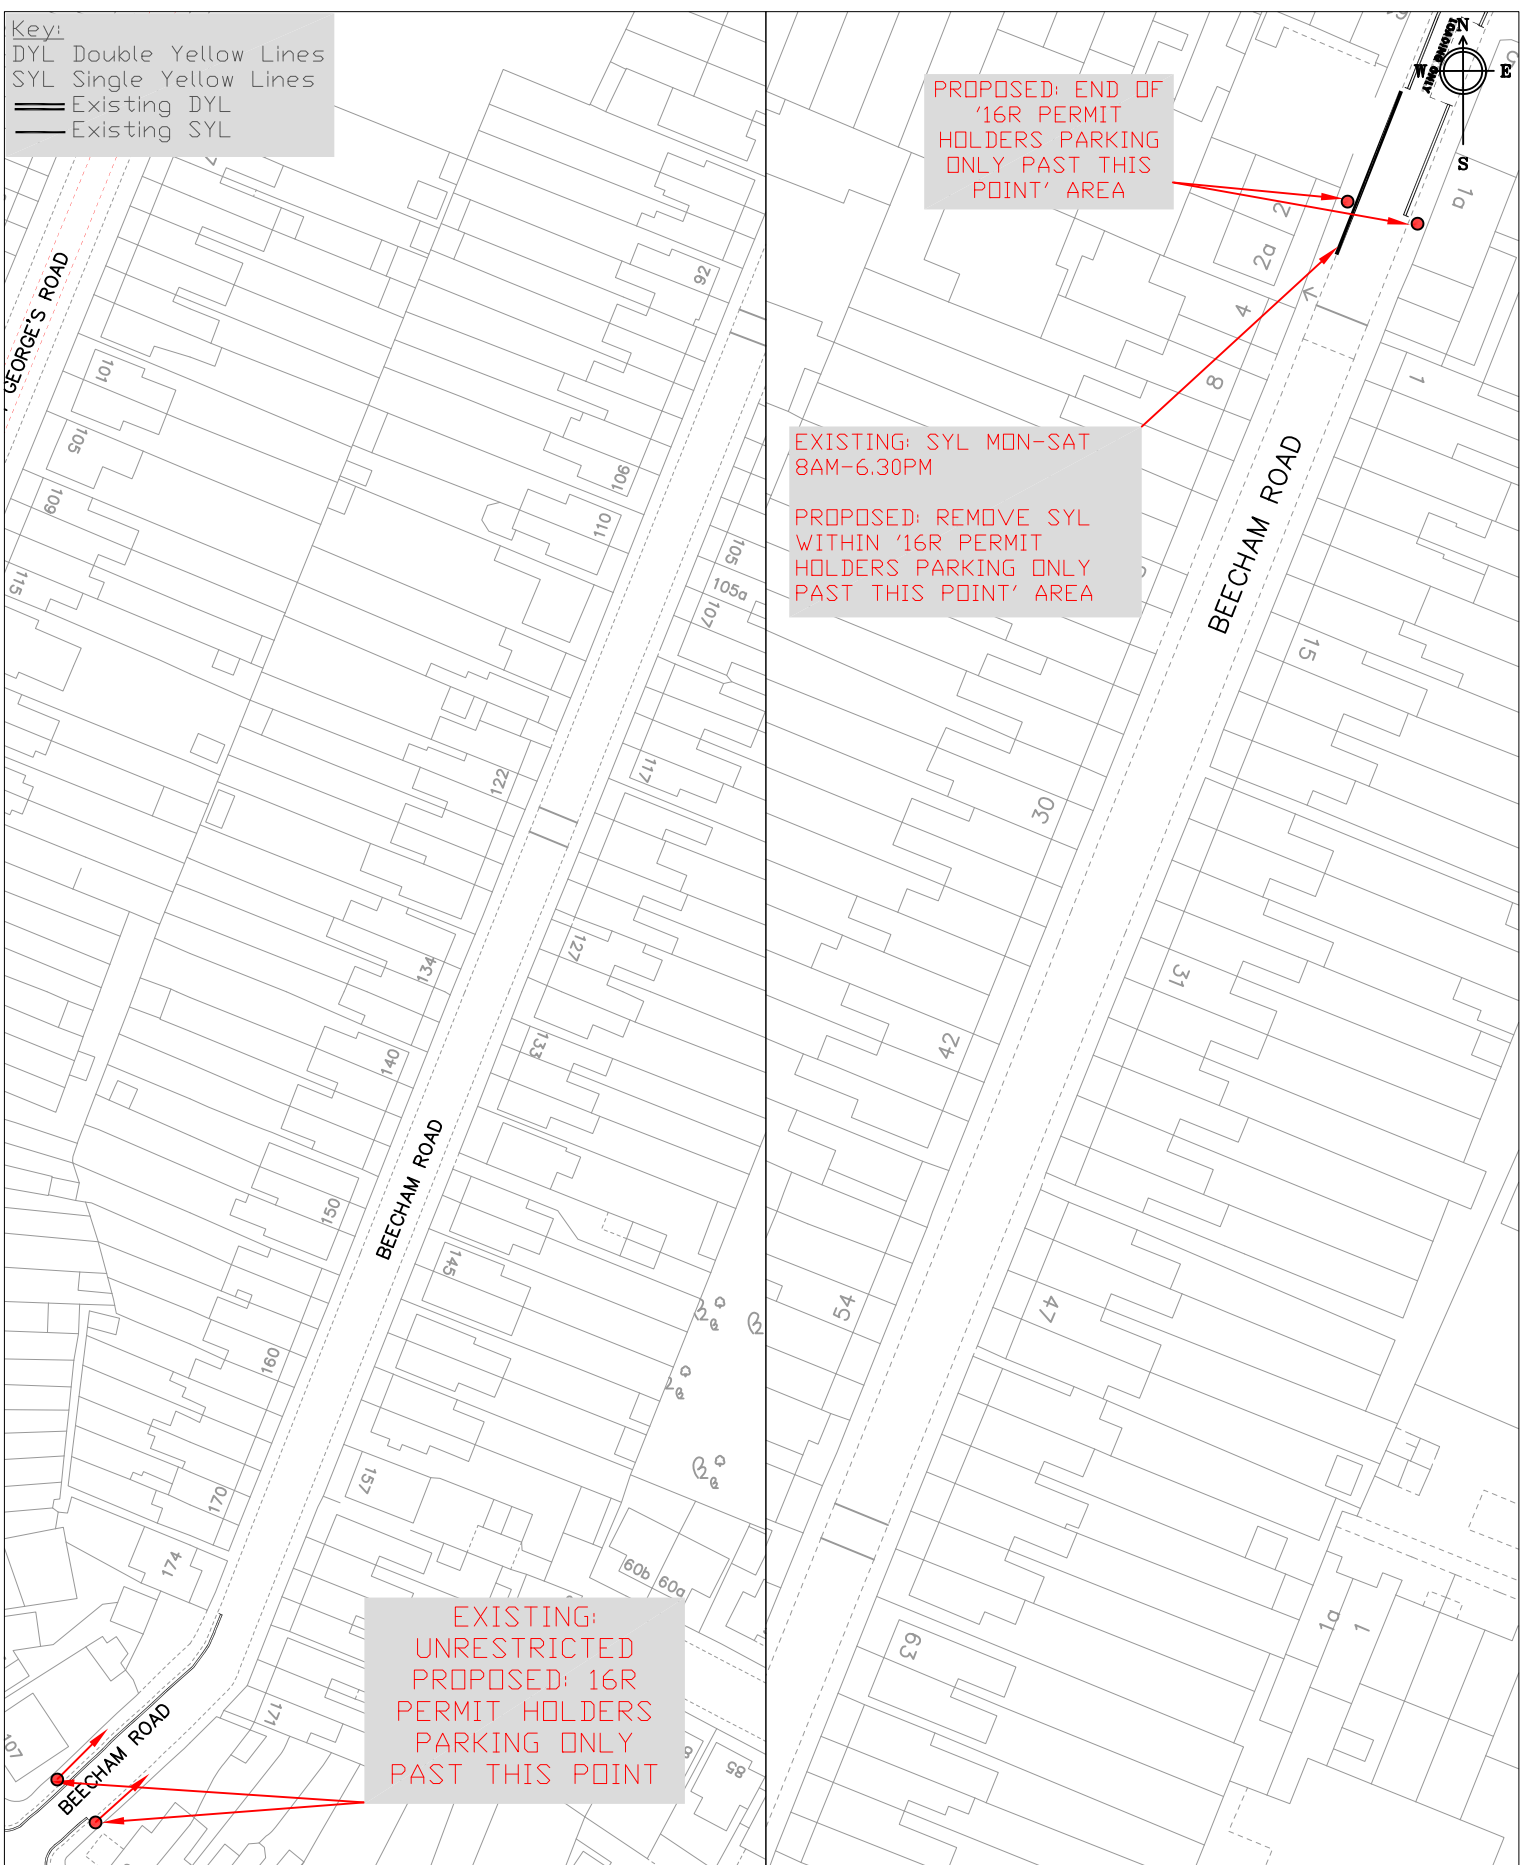 Key:
DYL Double Yellow Lines
SYL Single Yellow Lines
Existing DYL
Existing SYL
GEORGE'S ROAD
101
105
109
115
92
106
110
105
105a
107
122
117
134
127
140
133
BEECHAM ROAD
150
145
160
157
170
174
60b
60a
EXISTING:
UNRESTRICTED
PROPOSED: 16R
PERMIT HOLDERS
PARKING ONLY
PAST THIS POINT
171
85
107
BEECHAM ROAD
LOADING ONLY
N
W
E
S
PROPOSED: END OF
'16R PERMIT
HOLDERS PARKING
ONLY PAST THIS
POINT' AREA
1a
2
2a
4
8
1
EXISTING: SYL MON-SAT
8AM-6.30PM
PROPOSED: REMOVE SYL
WITHIN '16R PERMIT
HOLDERS PARKING ONLY
PAST THIS POINT' AREA
BEECHAM ROAD
15
30
31
42
54
47
63
1a
1